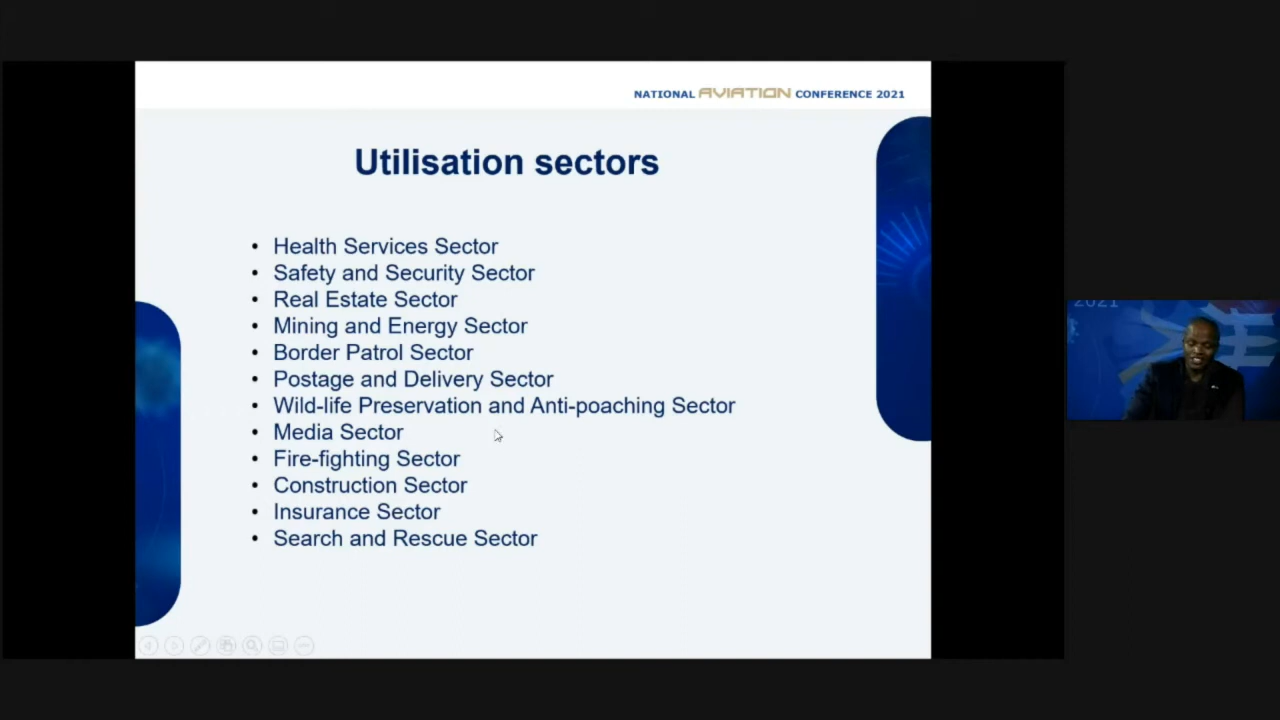 NATIONAL AVIATION CONFERENCE 2021
Utilisation sectors
• Health Services Sector
• Safety and Security Sector
• Real Estate Sector
• Mining and Energy Sector
• Border Patrol Sector
• Postage and Delivery Sector
• Wild-life Preservation and Anti-poaching Sector
• Media Sector
• Fire-fighting Sector
• Construction Sector
• Insurance Sector
• Search and Rescue Sector
2021